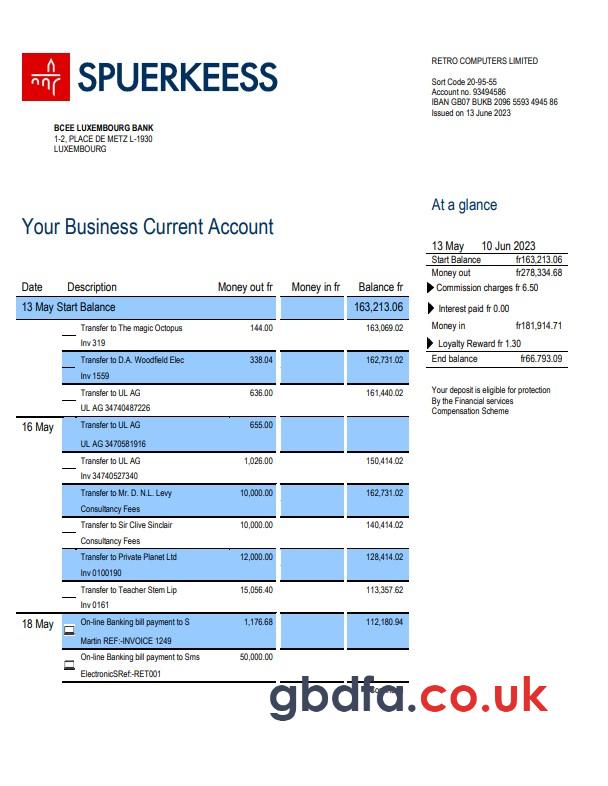 SPUERKEESS
RETRO COMPUTERS LIMITED
Sort Code 20-95-55
Account no. 93494586
IBAN GB07 BUKB 2096 5593 4945 86
Issued on 13 June 2023
BCEE LUXEMBOURG BANK
1-2, PLACE DE METZ L-1930
LUXEMBOURG
At a glance
Your Business Current Account
13 May 10 Jun 2023
Start Balance fr163,213.06
Money out fr278,334.68
Commission charges fr 6.50
Interest paid fr 0.00
Money in fr181,914.71
Loyalty Reward fr 1.30
End balance fr66.793.09
Your deposit is eligible for protection
By the Financial services
Compensation Scheme
Date Description Money out fr Money in fr Balance fr
13 May Start Balance 163,213.06
Transfer to The magic Octopus 144.00 163,069.02
Inv 319
Transfer to D.A. Woodfield Elec 338.04 162,731.02
Inv 1559
Transfer to UL AG 636.00 161,440.02
UL AG 34740487226
16 May Transfer to UL AG 655.00
UL AG 3470581916
Transfer to UL AG 1,026.00 150,414.02
Inv 34740527340
Transfer to Mr. D. N.L. Levy 10,000.00 162,731.02
Consultancy Fees
Transfer to Sir Clive Sinclair 10,000.00 140,414.02
Consultancy Fees
Transfer to Private Planet Ltd 12,000.00 128,414.02
Inv 0100190
Transfer to Teacher Stem Lip 15,056.40 113,357.62
Inv 0161
18 May On-line Banking bill payment to S 1,176.68 112,180.94
Martin REF:-INVOICE 1249
On-line Banking bill payment to Sms 50,000.00
ElectronicSRef:-RET001
gbdfa.co.uk